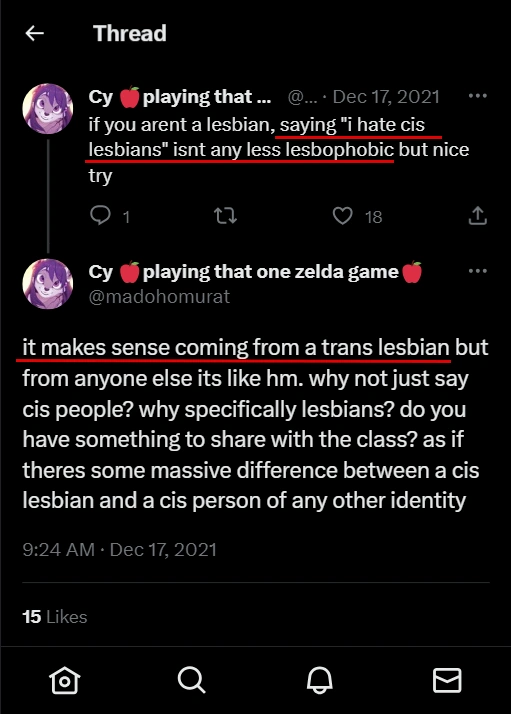 Thread
Cy 🍎playing that ... @... · Dec 17, 2021
if you arent a lesbian, saying "i hate cis
lesbians" isnt any less lesbophobic but nice
try
1 18
Cy 🍎playing that one zelda game🍎
@madohomurat
it makes sense coming from a trans lesbian but
from anyone else its like hm. why not just say
cis people? why specifically lesbians? do you
have something to share with the class? as if
theres some massive difference between a cis
lesbian and a cis person of any other identity
9:24 AM · Dec 17, 2021
15 Likes